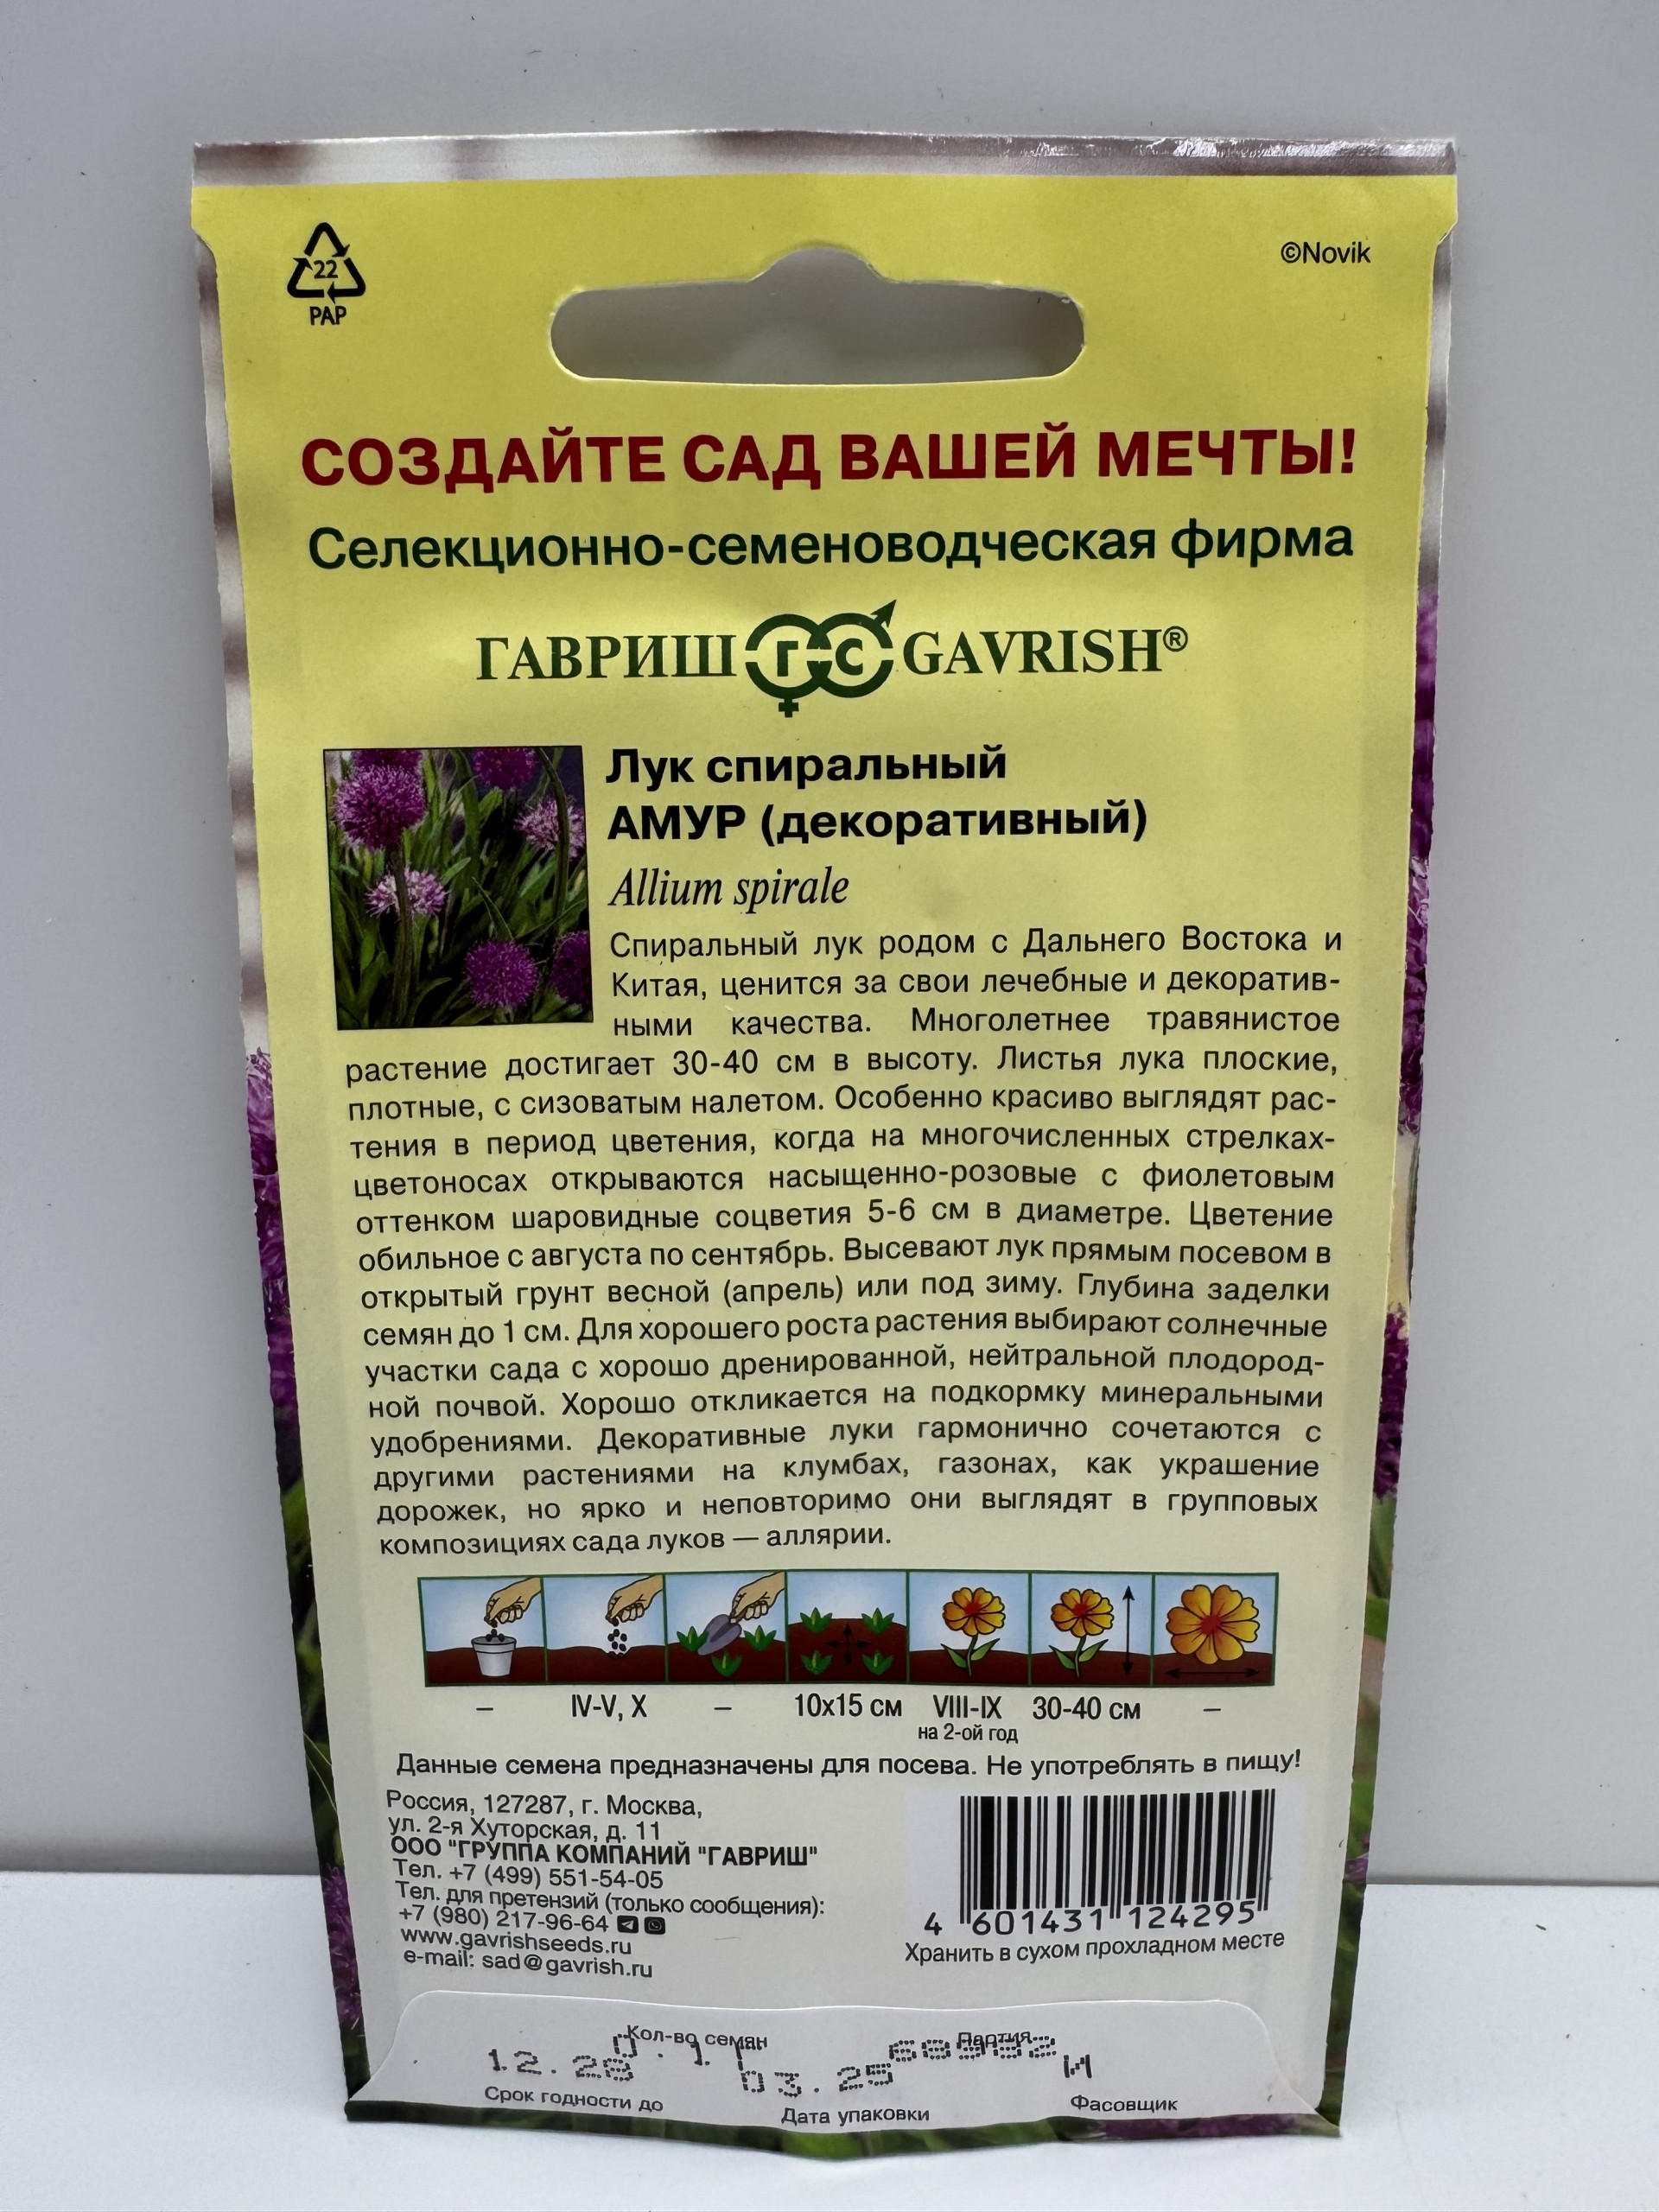 22
PAP
©Novik
СОЗДАЙТЕ САД ВАШЕЙ МЕЧТЫ!
Селекционно-семеноводческая фирма
ГАВРИШ ГС GAVRISH®
Лук спиральный
АМУР (декоративный)
Allium spirale
Спиральный лук родом с Дальнего Востока и
Китая, ценится за свои лечебные и декоратив-
ными качества. Многолетнее травянистое
растение достигает 30-40 см в высоту. Листья лука плоские,
плотные, с сизоватым налетом. Особенно красиво выглядят рас-
тения в период цветения, когда на многочисленных стрелках-
цветоносах открываются насыщенно-розовые с фиолетовым
оттенком шаровидные соцветия 5-6 см в диаметре. Цветение
обильное с августа по сентябрь. Высевают лук прямым посевом в
открытый грунт весной (апрель) или под зиму. Глубина заделки
семян до 1 см. Для хорошего роста растения выбирают солнечные
участки сада с хорошо дренированной, нейтральной плодород-
ной почвой. Хорошо откликается на подкормку минеральными
удобрениями. Декоративные луки гармонично сочетаются с
другими растениями на клумбах, газонах, как украшение
дорожек, но ярко и неповторимо они выглядят в групповых
композициях сада луков — аллярии.
– IV-V, X – 10х15 см VIII-IX 30-40 см –
на 2-ой год
Данные семена предназначены для посева. Не употреблять в пищу!
Россия, 127287, г. Москва,
ул. 2-я Хуторская, д. 11
ООО "ГРУППА КОМПАНИЙ "ГАВРИШ"
Тел. +7 (499) 551-54-05
Тел. для претензий (только сообщения):
+7 (980) 217-96-64
www.gavrishseeds.ru
e-mail: sad@gavrish.ru
4 601431 124295
Хранить в сухом прохладном месте
Кол-во семян Партия
12.28 03.25 И
Срок годности до Дата упаковки Фасовщик